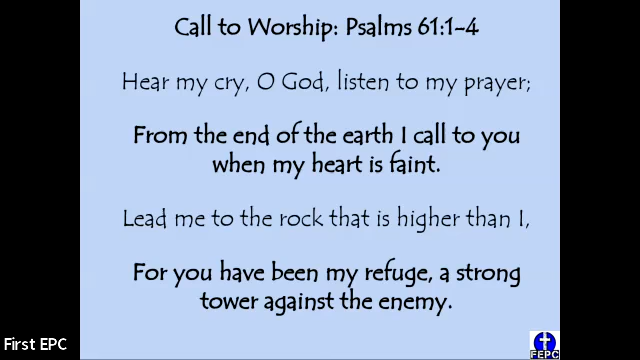 Call to Worship: Psalms 61:1-4
Hear my cry, O God, listen to my prayer;
From the end of the earth I call to you
when my heart is faint.
Lead me to the rock that is higher than I,
For you have been my refuge, a strong
tower against the enemy.
First EPC
FEPC